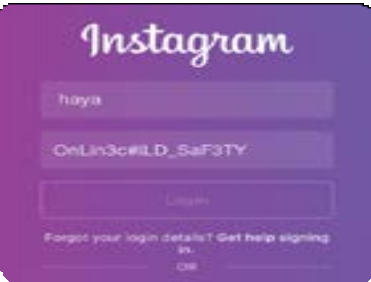 Instagram
haya
OnLin3c#ILD_SaF3TY
Login
Forgot your login details? Get help signing
in.
OR